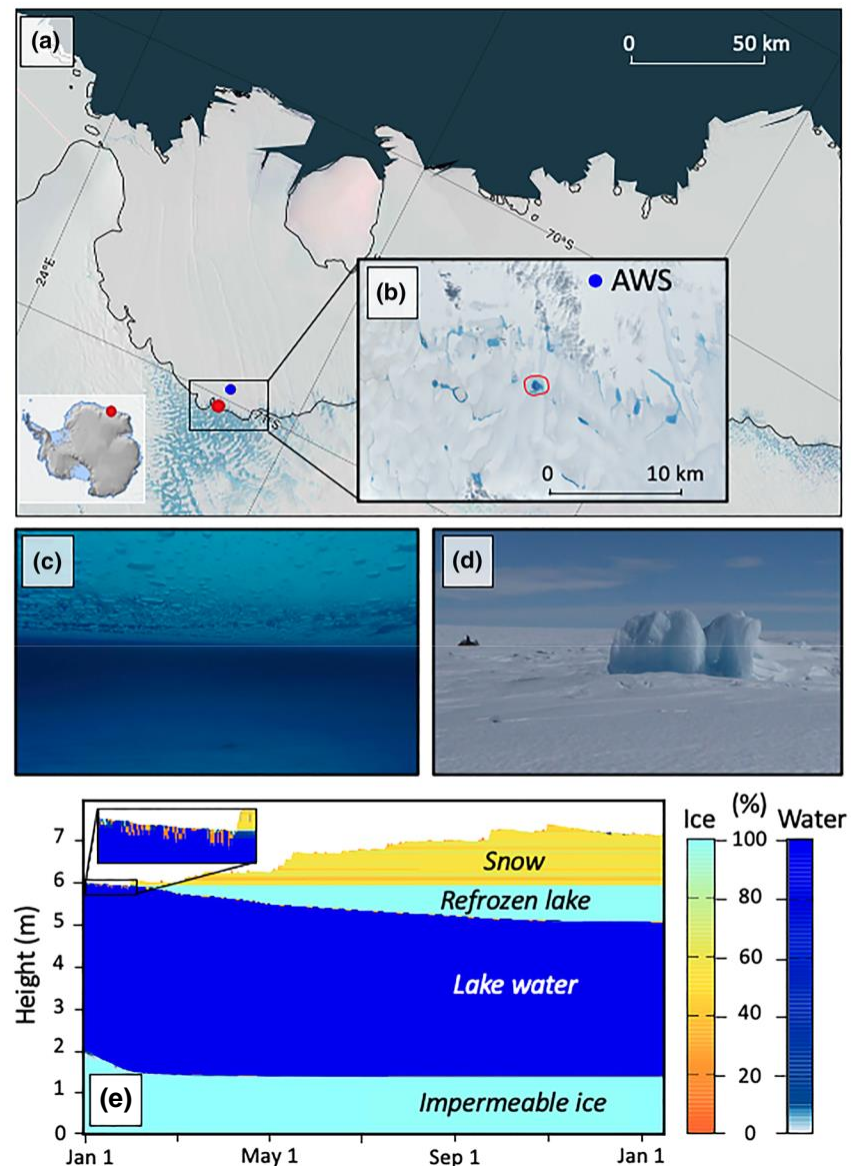 (a)
0 50 km
70°S
24°E
(b)
AWS
0 10 km
(c)
(d)
(e)
Height (m)
7
6
5
4
3
2
1
0
Snow
Refrozen lake
Lake water
Impermeable ice
Jan 1 May 1 Sep 1 Jan 1
(%)
Ice Water
100
80
60
40
20
0